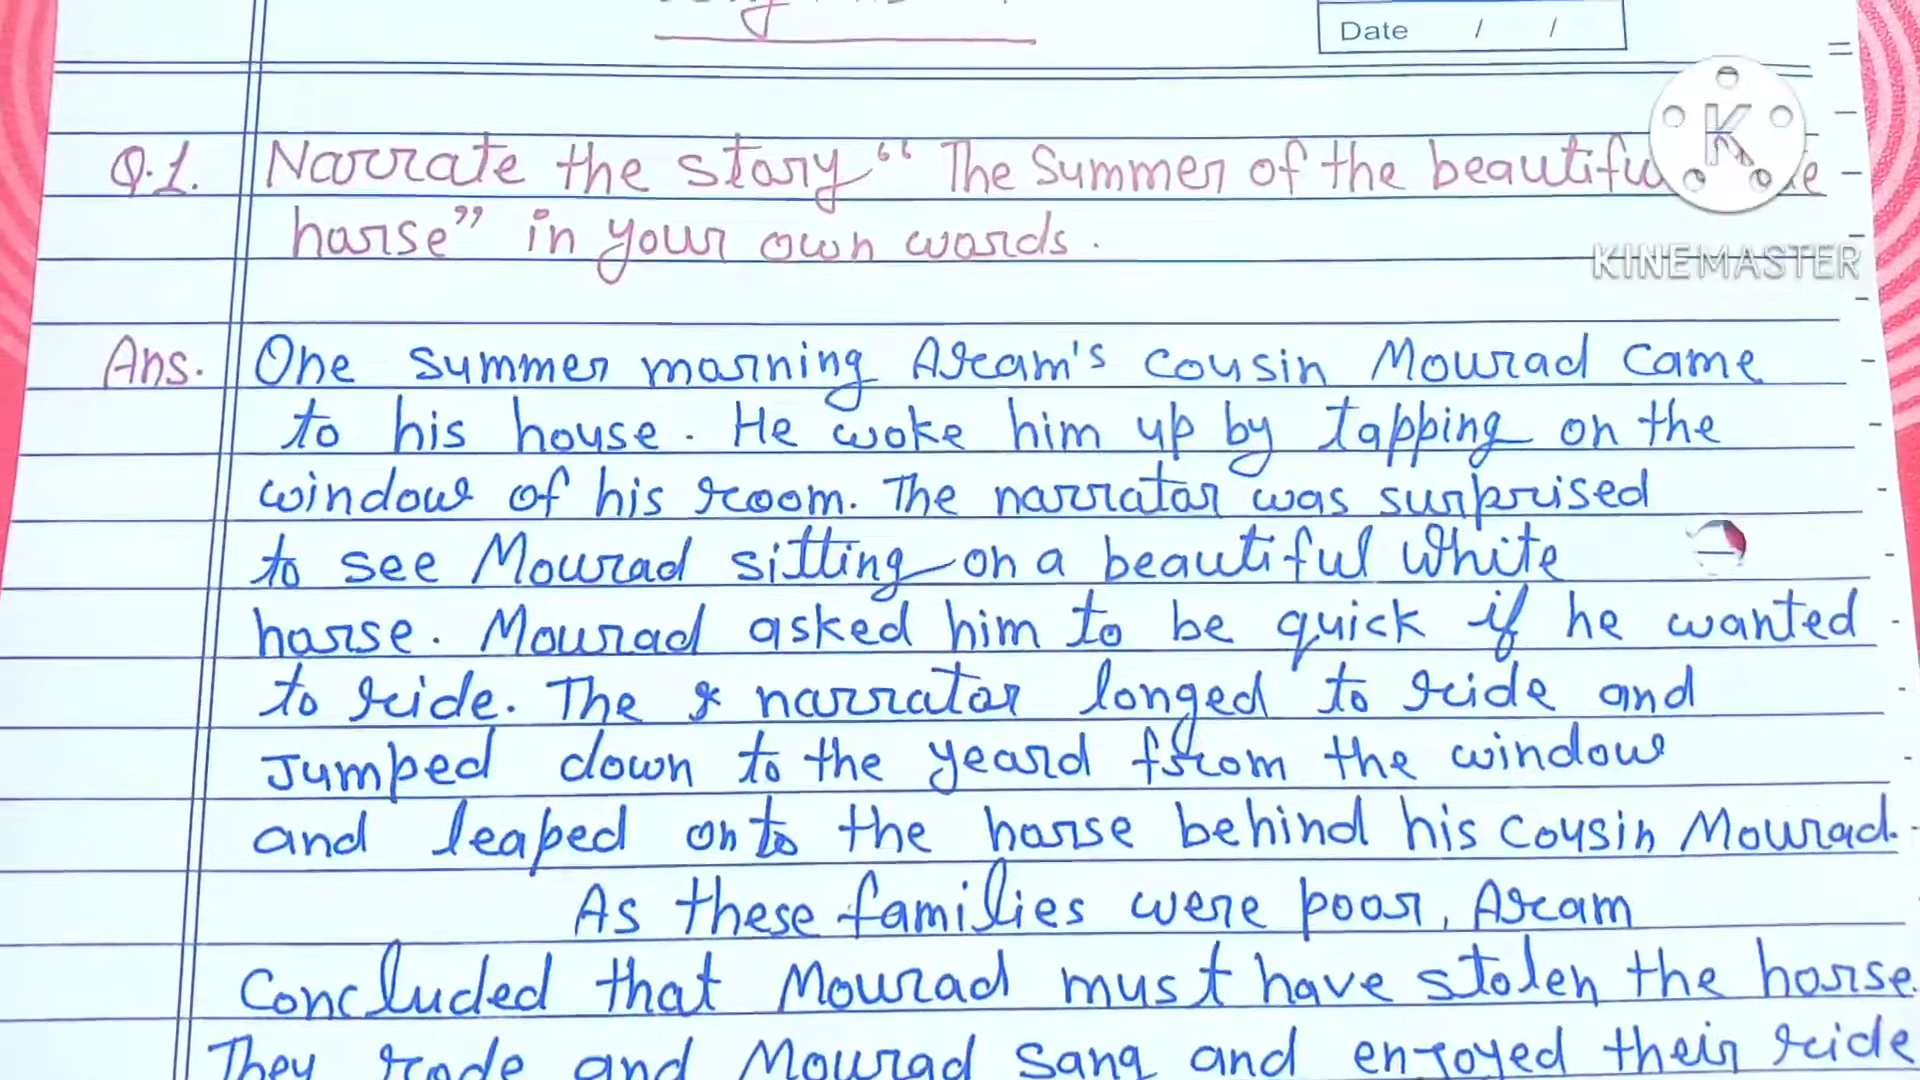 Date / /
Q.1. Narrate the story "The Summer of the beautiful
horse" in your own words.
KINEMASTER
Ans. One summer morning Aram's cousin Mourad came
to his house. He woke him up by tapping on the
window of his room. The narrator was surprised
to see Mourad sitting on a beautiful white
horse. Mourad asked him to be quick if he wanted
to ride. The narrator longed to ride and
Jumped down to the yeard from the window
and leaped onto the horse behind his cousin Mourad.
As these families were poor, Aram
Concluded that Mourad must have stolen the horse.
They rode and Mourad sang and enjoyed their ride